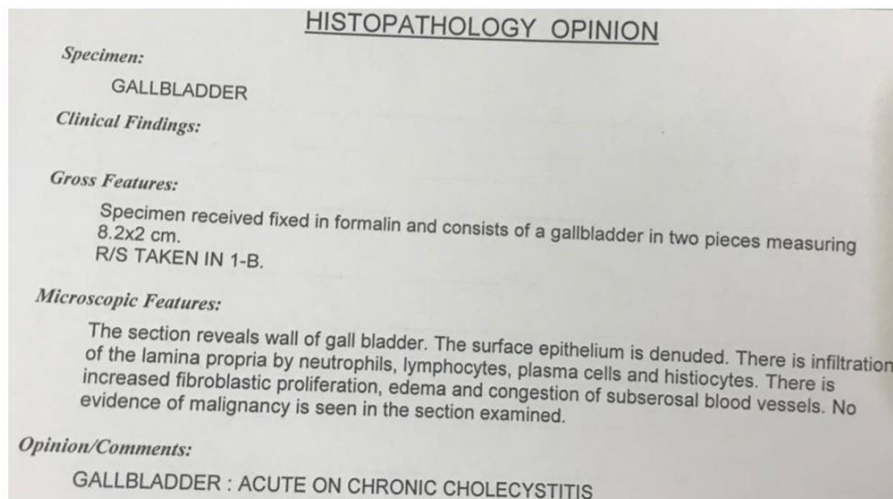 HISTOPATHOLOGY OPINION
Specimen:
GALLBLADDER
Clinical Findings:
Gross Features:
Specimen received fixed in formalin and consists of a gallbladder in two pieces measuring
8.2x2 cm.
R/S TAKEN IN 1-B.
Microscopic Features:
The section reveals wall of gall bladder. The surface epithelium is denuded. There is infiltration
of the lamina propria by neutrophils, lymphocytes, plasma cells and histiocytes. There is
increased fibroblastic proliferation, edema and congestion of subserosal blood vessels. No
evidence of malignancy is seen in the section examined.
Opinion/Comments:
GALLBLADDER : ACUTE ON CHRONIC CHOLECYSTITIS